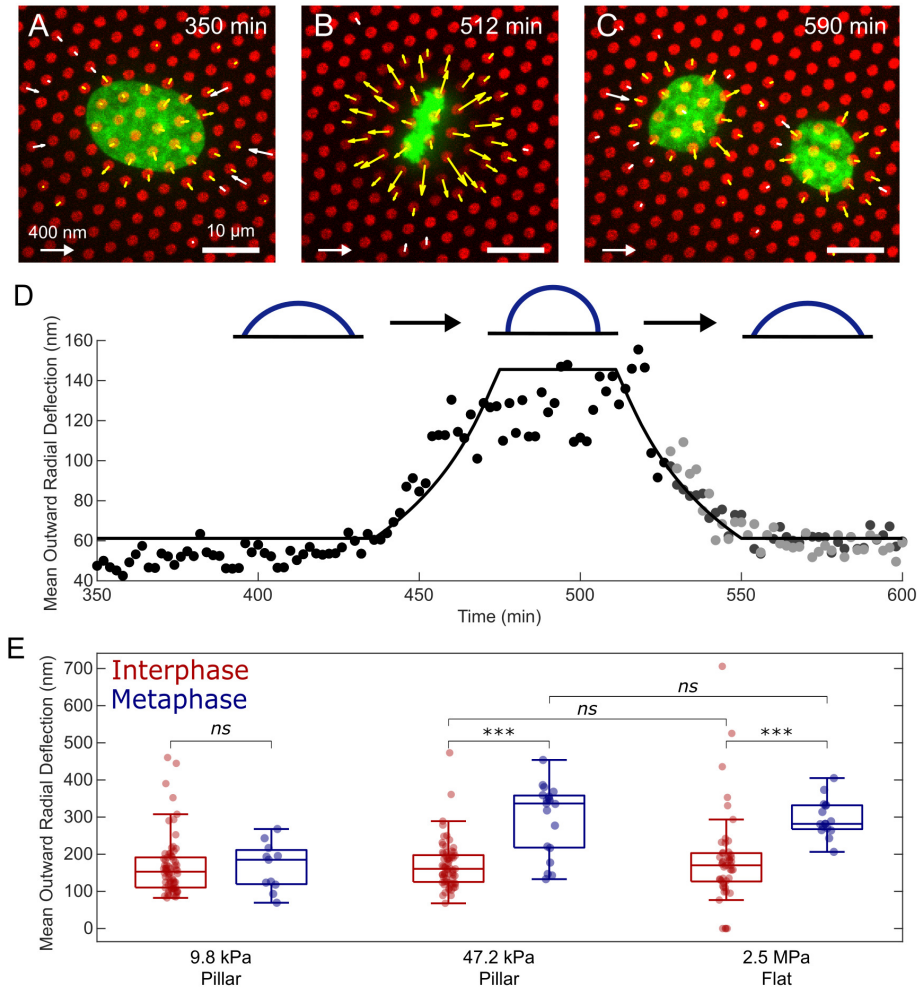 A
350 min
400 nm
10 µm
B
512 min
C
590 min
D
Mean Outward Radial Deflection (nm)
160
140
120
100
80
60
40
350
400
450
500
550
600
Time (min)
E
Mean Outward Radial Deflection (nm)
700
600
500
400
300
200
100
0
Interphase
Metaphase
ns
***
ns
ns
***
9.8 kPa
Pillar
47.2 kPa
Pillar
2.5 MPa
Flat